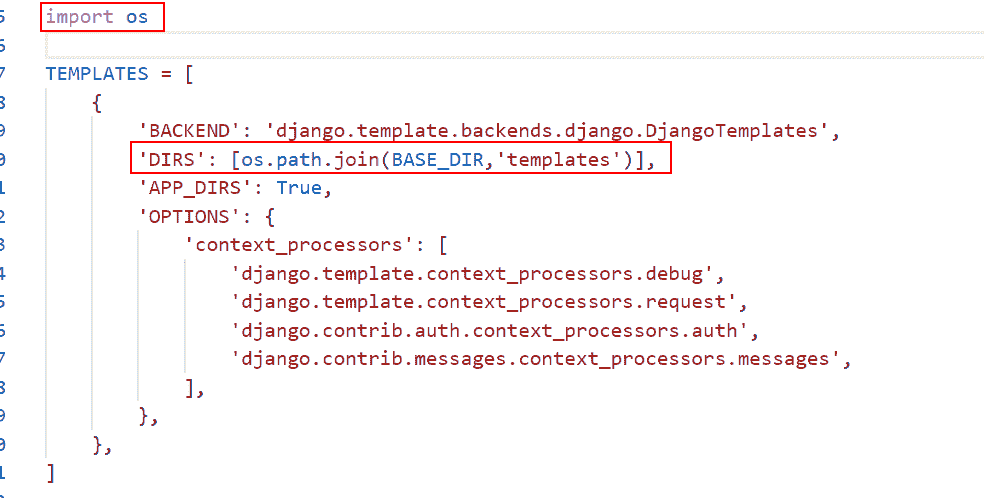 5 import os
6
7 TEMPLATES = [
8     {
9         'BACKEND': 'django.template.backends.django.DjangoTemplates',
0         'DIRS': [os.path.join(BASE_DIR,'templates')],
1         'APP_DIRS': True,
2         'OPTIONS': {
3             'context_processors': [
4                 'django.template.context_processors.debug',
5                 'django.template.context_processors.request',
6                 'django.contrib.auth.context_processors.auth',
7                 'django.contrib.messages.context_processors.messages',
8             ],
9         },
0     },
1 ]